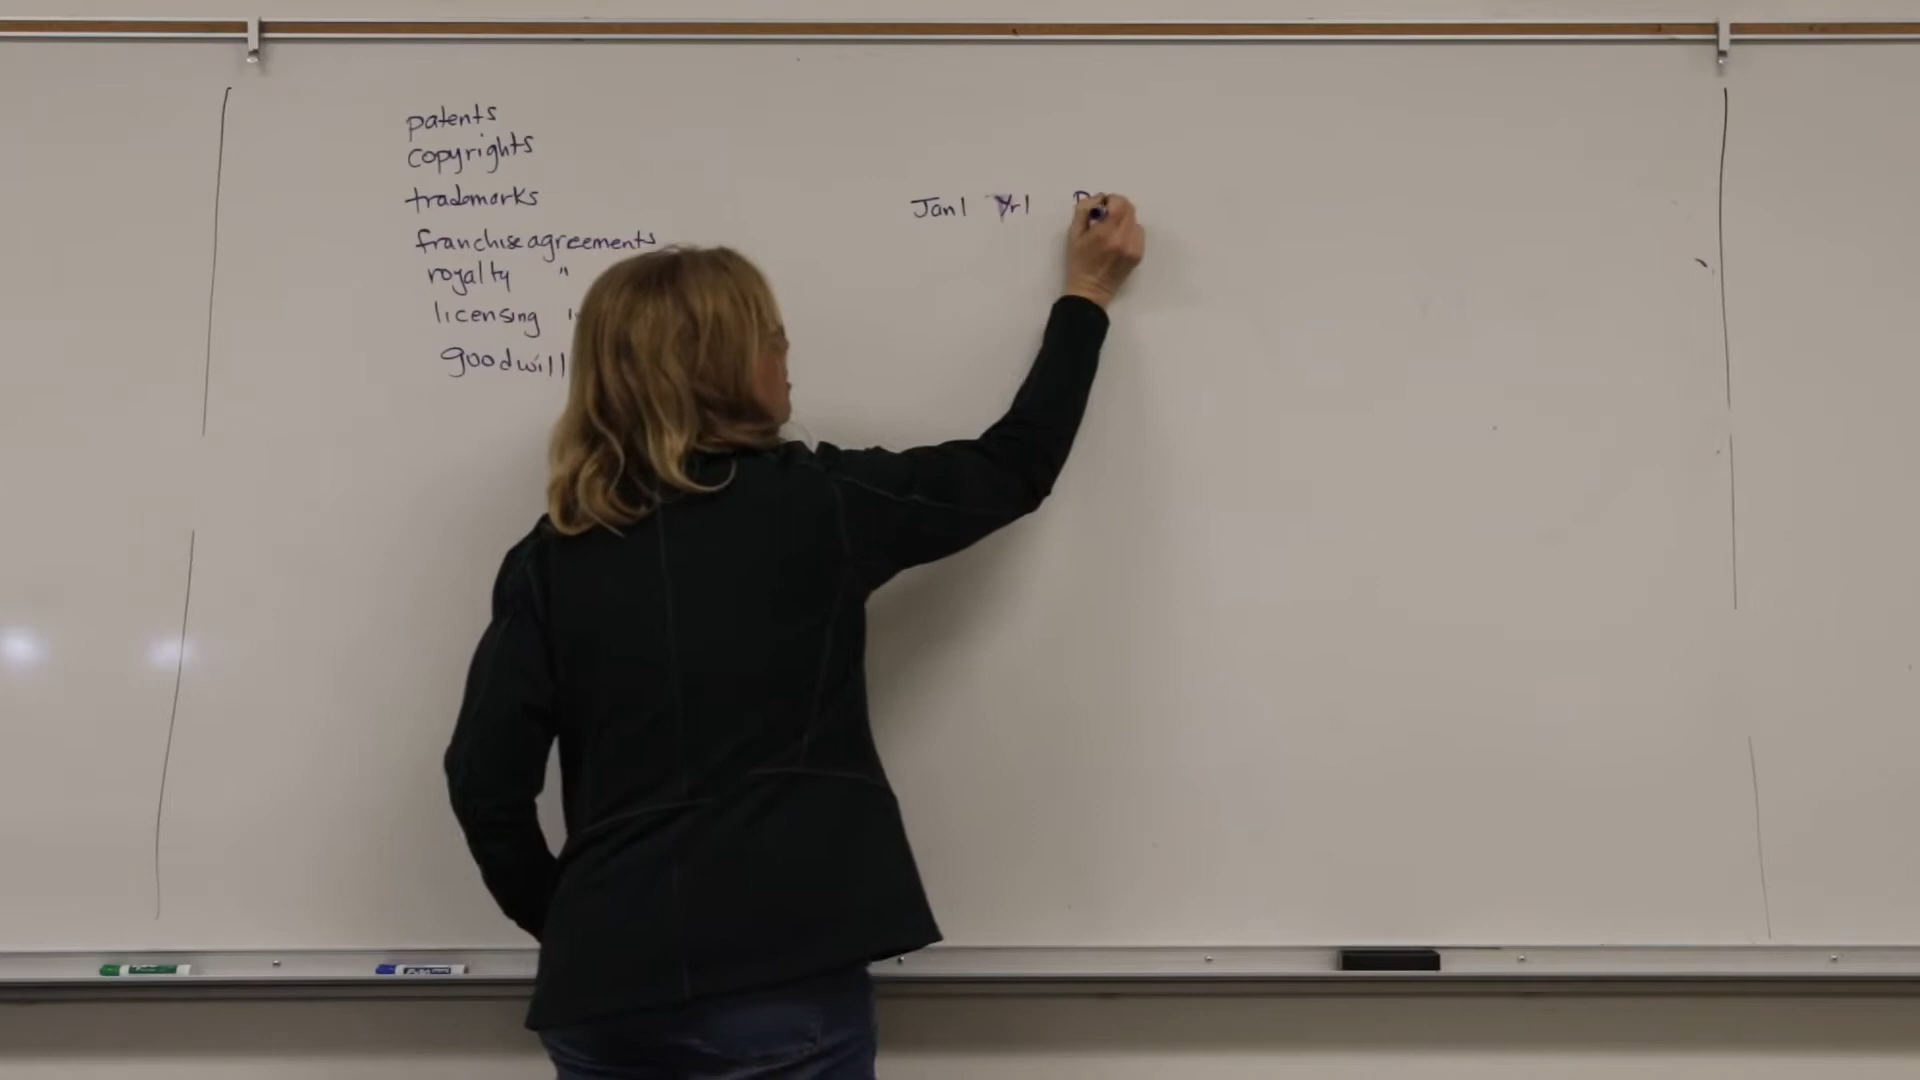 patents
copyrights
trademarks
franchise agreements
royalty "
licensing "
goodwill
Jan 1 Yr 1